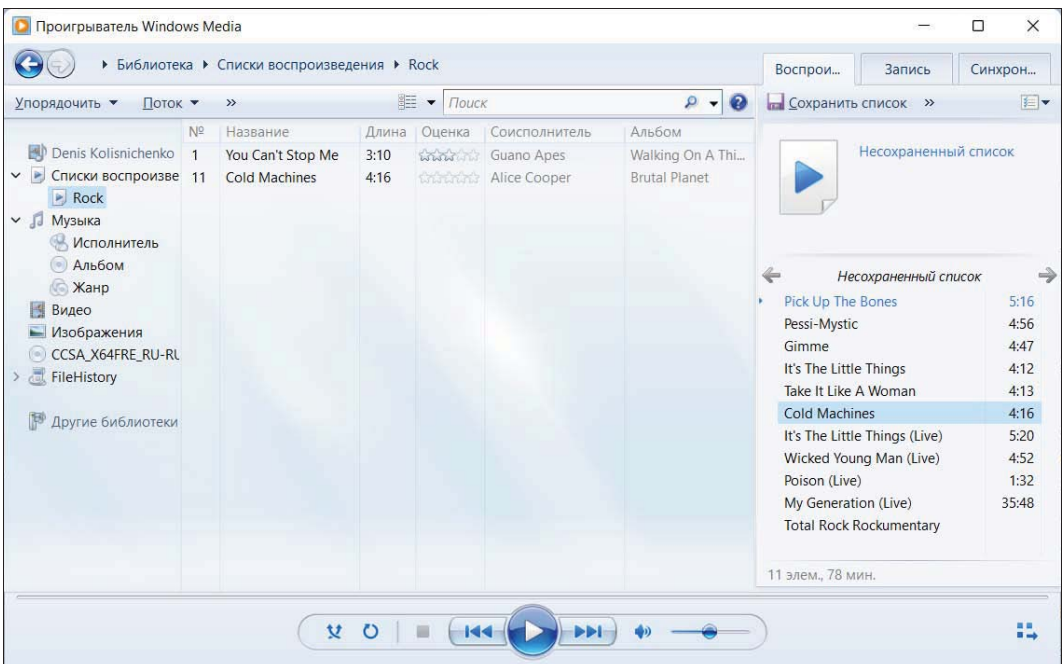 Проигрыватель Windows Media
Библиотека Списки воспроизведения Rock
Воспрои... Запись Синхрон...
Упорядочить Поток » Поиск
Сохранить список »
№ Название Длина Оценка Соисполнитель Альбом
1 You Can't Stop Me 3:10 Guano Apes Walking On A Thi...
11 Cold Machines 4:16 Alice Cooper Brutal Planet
Denis Kolisnichenko
Списки воспроизве
Rock
Музыка
Исполнитель
Альбом
Жанр
Видео
Изображения
CCSA_X64FRE_RU-RU
FileHistory
Другие библиотеки
Несохраненный список
Несохраненный список
Pick Up The Bones 5:16
Pessi-Mystic 4:56
Gimme 4:47
It's The Little Things 4:12
Take It Like A Woman 4:13
Cold Machines 4:16
It's The Little Things (Live) 5:20
Wicked Young Man (Live) 4:52
Poison (Live) 1:32
My Generation (Live) 35:48
Total Rock Rockumentary
11 элем., 78 мин.